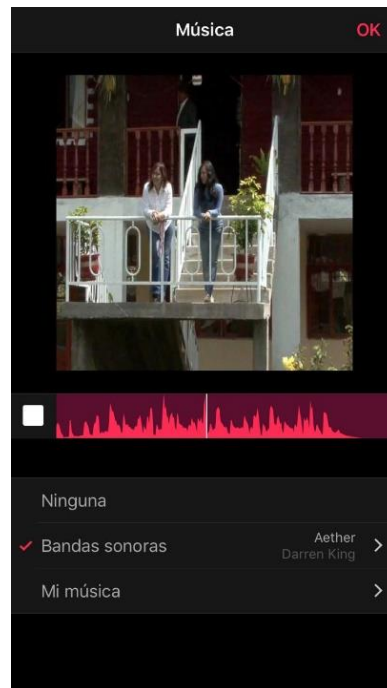 Música
OK
Ninguna
Bandas sonoras
Aether
Darren King
Mi música